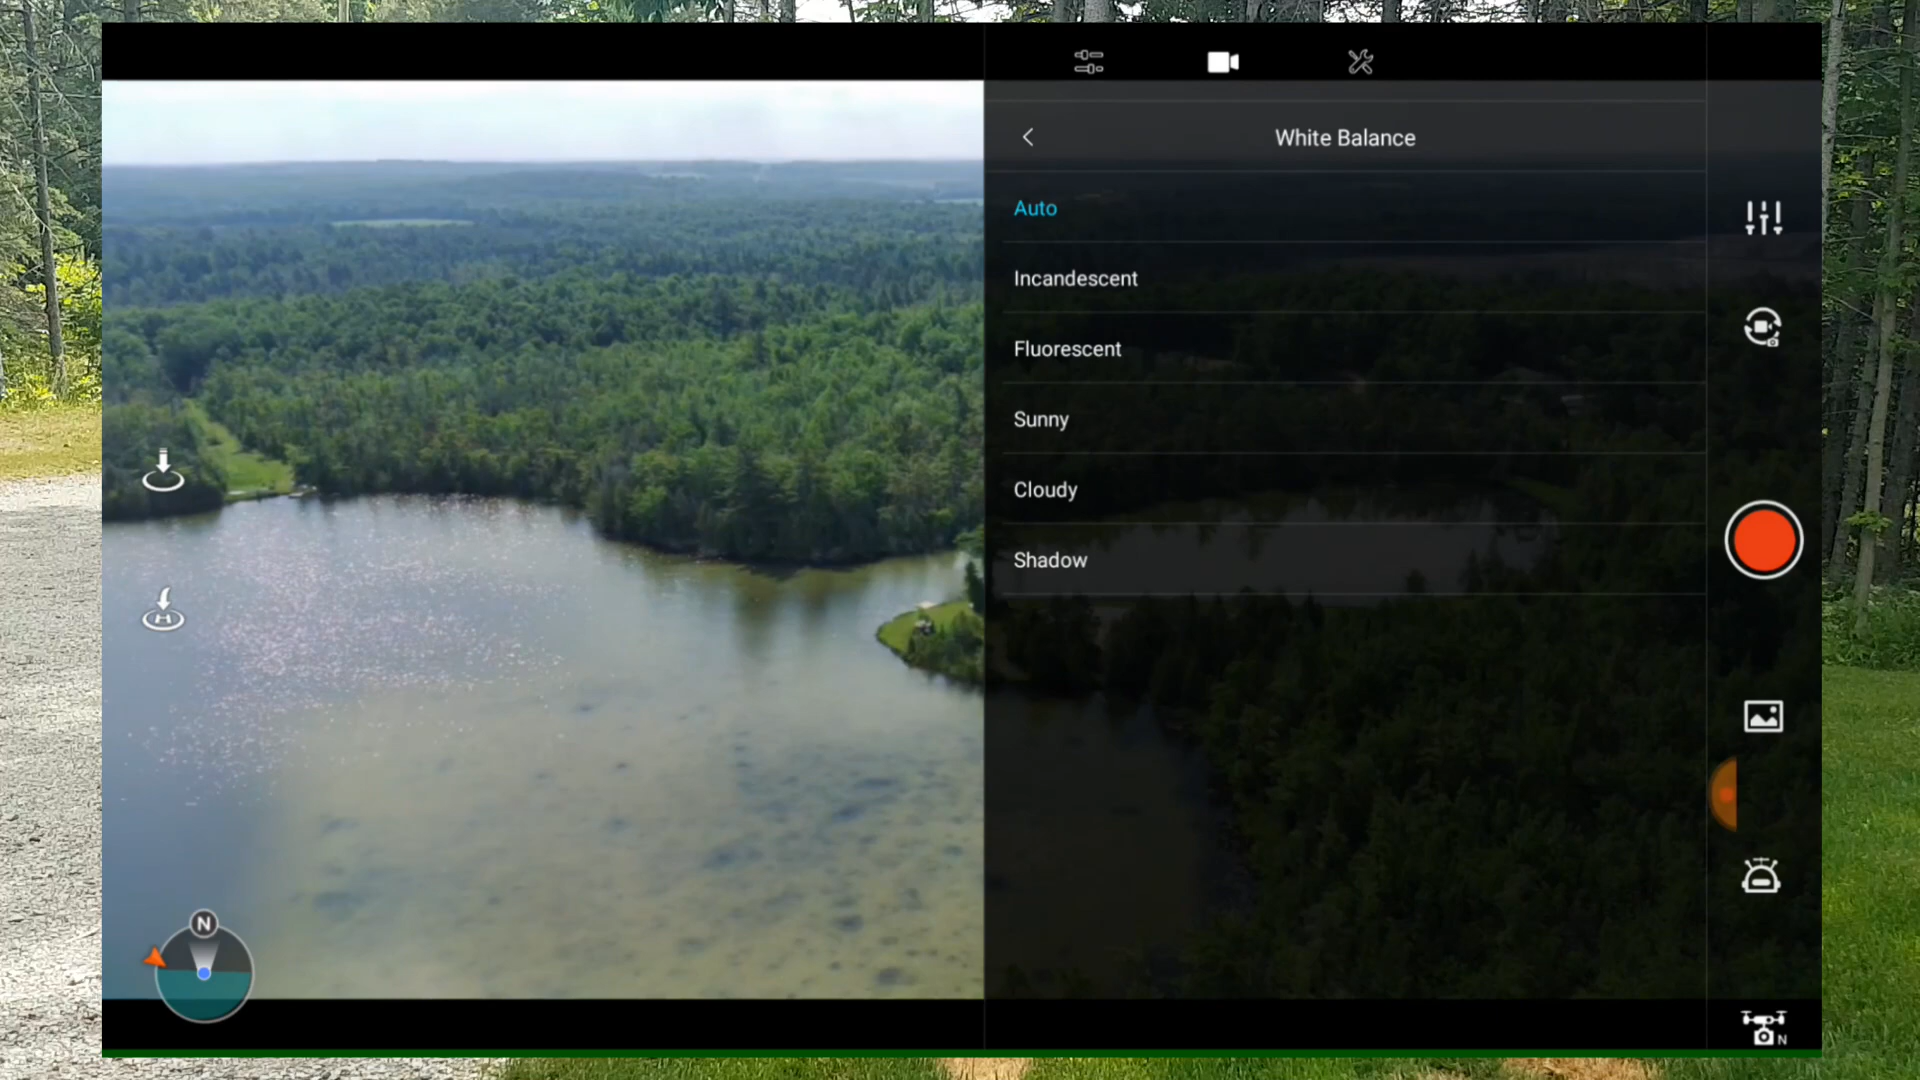 White Balance
Auto
Incandescent
Fluorescent
Sunny
Cloudy
Shadow
H
N
N